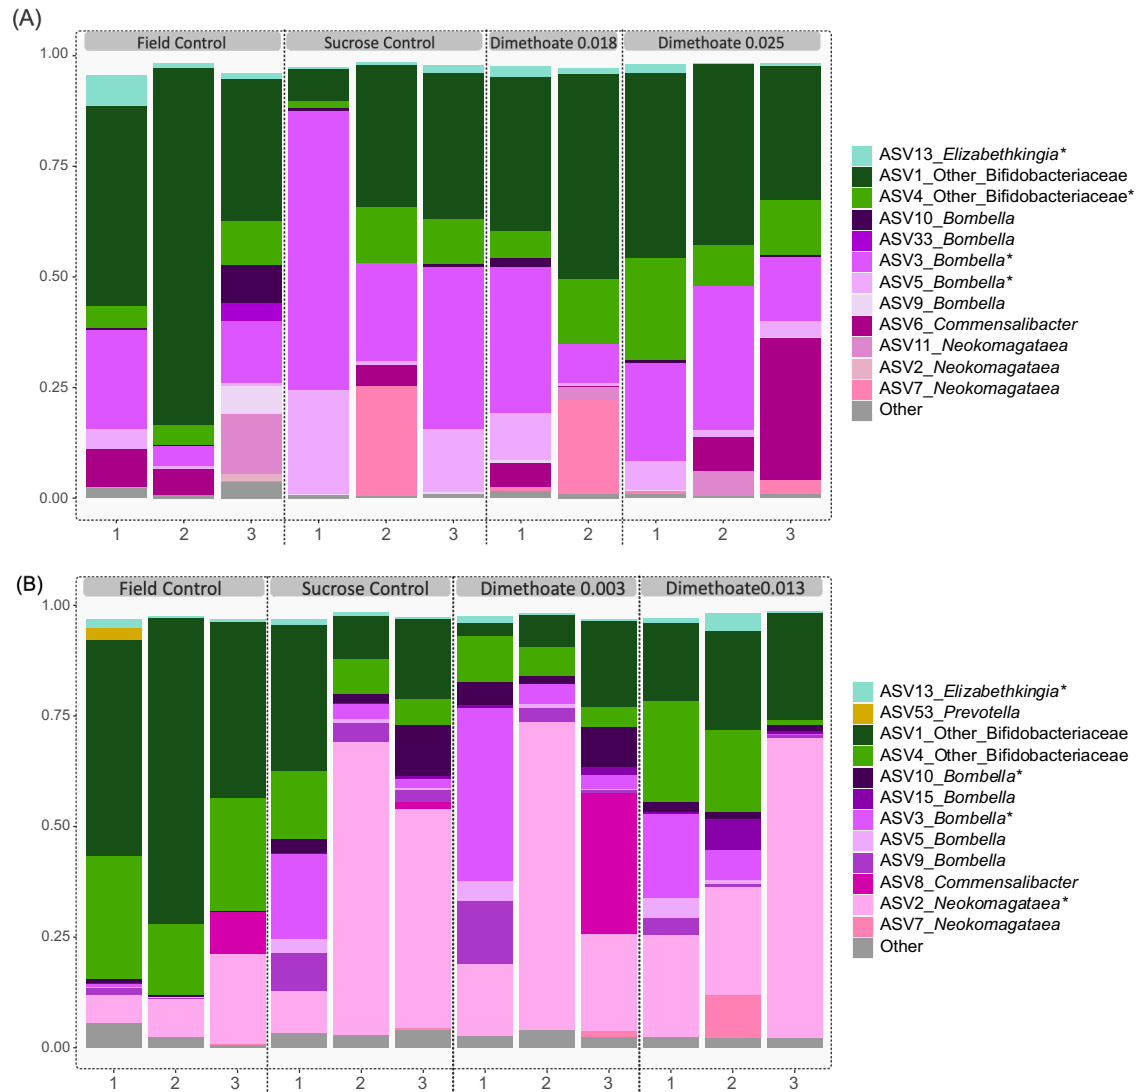 (A)
Field Control Sucrose Control Dimethoate 0.018 Dimethoate 0.025
1.00
0.75
0.50
0.25
0.00
1 2 3 1 2 3 1 2 1 2 3
ASV13_Elizabethkingia*
ASV1_Other_Bifidobacteriaceae
ASV4_Other_Bifidobacteriaceae*
ASV10_Bombella
ASV33_Bombella
ASV3_Bombella*
ASV5_Bombella*
ASV9_Bombella
ASV6_Commensalibacter
ASV11_Neokomagataea
ASV2_Neokomagataea
ASV7_Neokomagataea
Other
(B)
Field Control Sucrose Control Dimethoate 0.003 Dimethoate0.013
1.00
0.75
0.50
0.25
0.00
1 2 3 1 2 3 1 2 3 1 2 3
ASV13_Elizabethkingia*
ASV53_Prevotella
ASV1_Other_Bifidobacteriaceae
ASV4_Other_Bifidobacteriaceae
ASV10_Bombella*
ASV15_Bombella
ASV3_Bombella*
ASV5_Bombella
ASV9_Bombella
ASV8_Commensalibacter
ASV2_Neokomagataea*
ASV7_Neokomagataea
Other